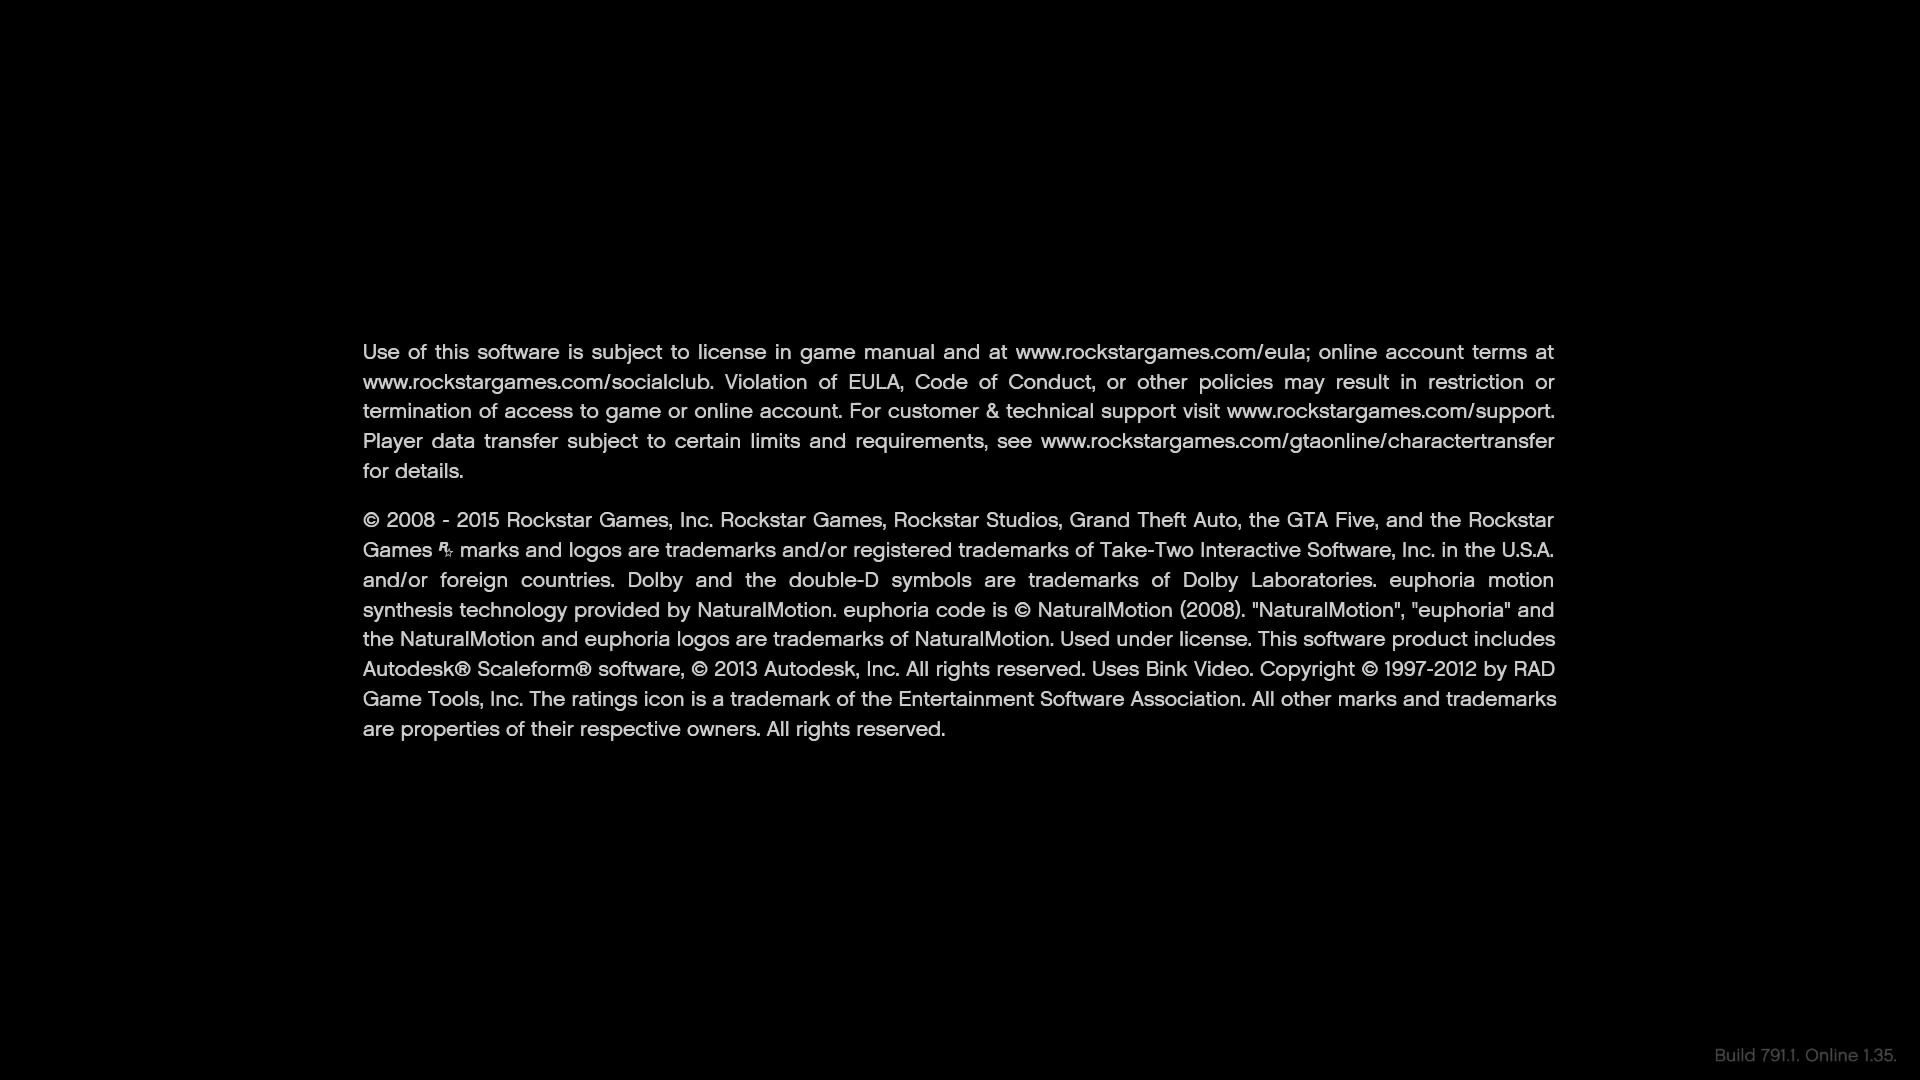 Use of this software is subject to license in game manual and at www.rockstargames.com/eula; online account terms at
www.rockstargames.com/socialclub. Violation of EULA, Code of Conduct, or other policies may result in restriction or
termination of access to game or online account. For customer & technical support visit www.rockstargames.com/support.
Player data transfer subject to certain limits and requirements, see www.rockstargames.com/gtaonline/charactertransfer
for details.
© 2008 - 2015 Rockstar Games, Inc. Rockstar Games, Rockstar Studios, Grand Theft Auto, the GTA Five, and the Rockstar
Games R* marks and logos are trademarks and/or registered trademarks of Take-Two Interactive Software, Inc. in the U.S.A.
and/or foreign countries. Dolby and the double-D symbols are trademarks of Dolby Laboratories. euphoria motion
synthesis technology provided by NaturalMotion. euphoria code is © NaturalMotion (2008). "NaturalMotion", "euphoria" and
the NaturalMotion and euphoria logos are trademarks of NaturalMotion. Used under license. This software product includes
Autodesk® Scaleform® software, © 2013 Autodesk, Inc. All rights reserved. Uses Bink Video. Copyright © 1997-2012 by RAD
Game Tools, Inc. The ratings icon is a trademark of the Entertainment Software Association. All other marks and trademarks
are properties of their respective owners. All rights reserved.
Build 791.1. Online 1.35.